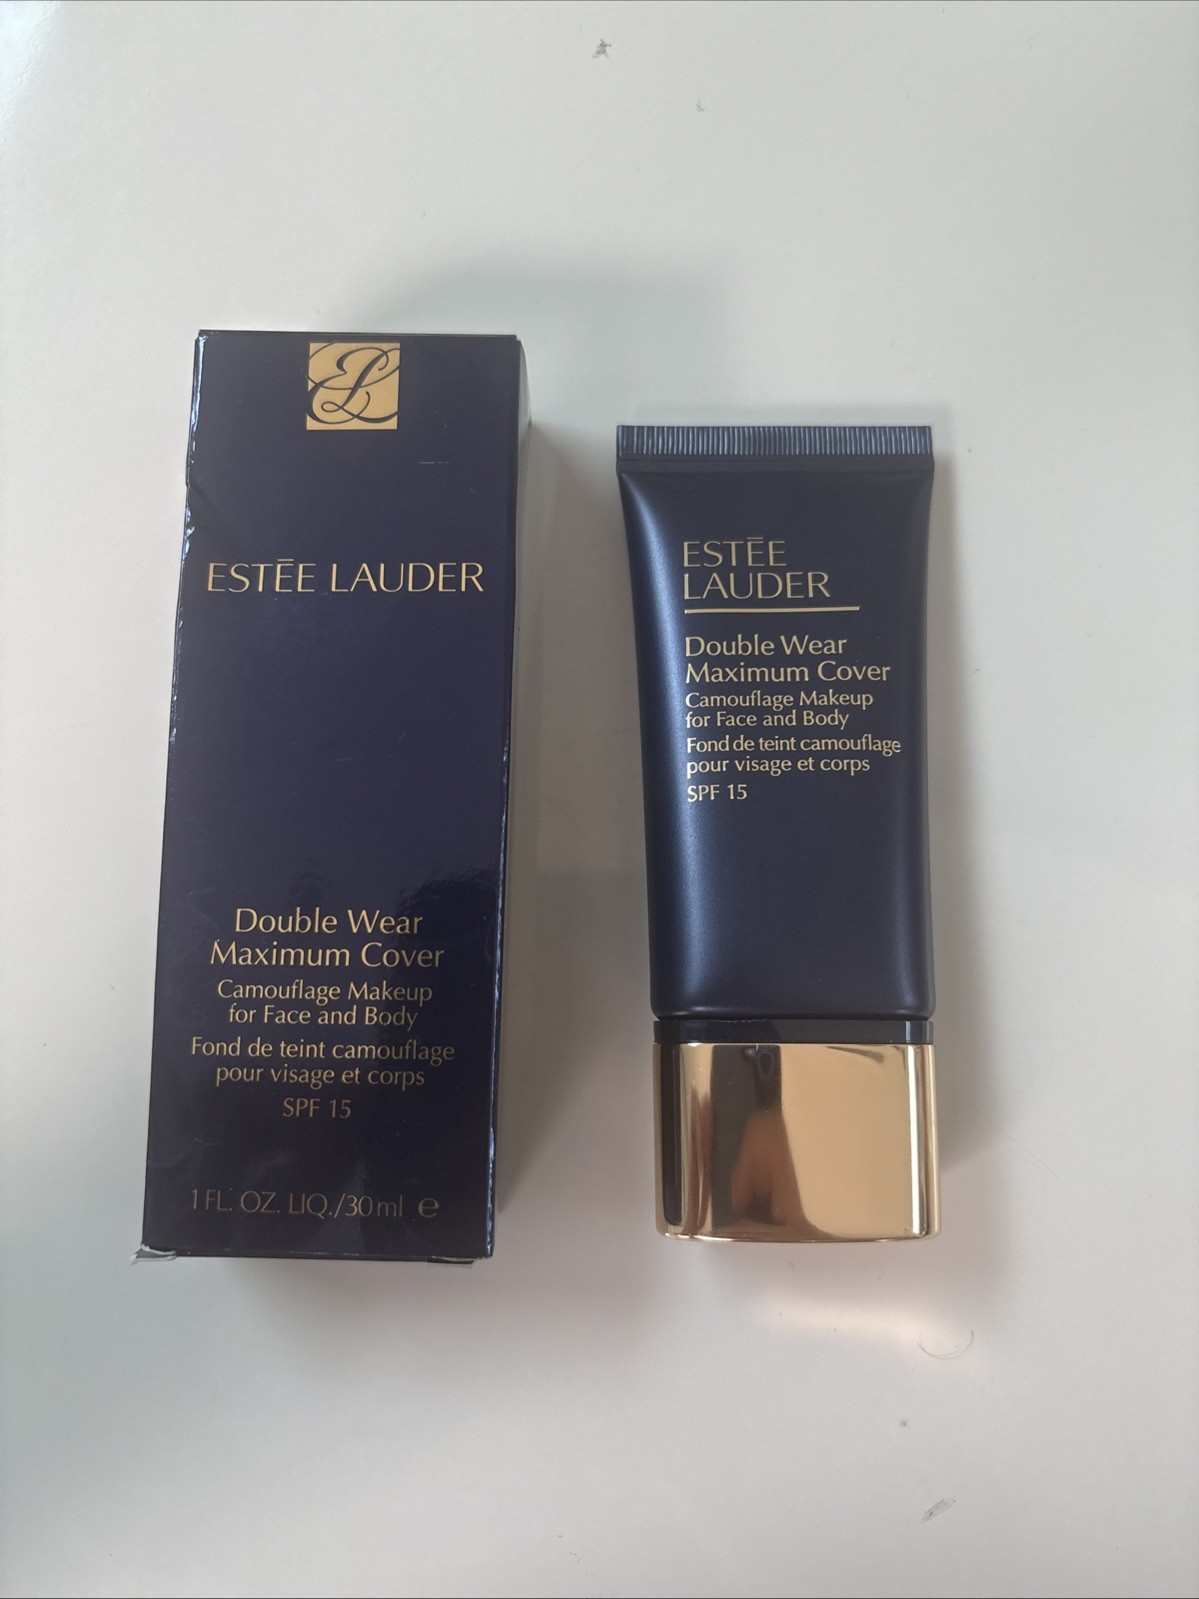 EL
ESTĒE LAUDER
Double Wear
Maximum Cover
Camouflage Makeup
for Face and Body
Fond de teint camouflage
pour visage et corps
SPF 15
1 FL. OZ. LIQ./30 ml ℮
ESTĒE
LAUDER
Double Wear
Maximum Cover
Camouflage Makeup
for Face and Body
Fond de teint camouflage
pour visage et corps
SPF 15